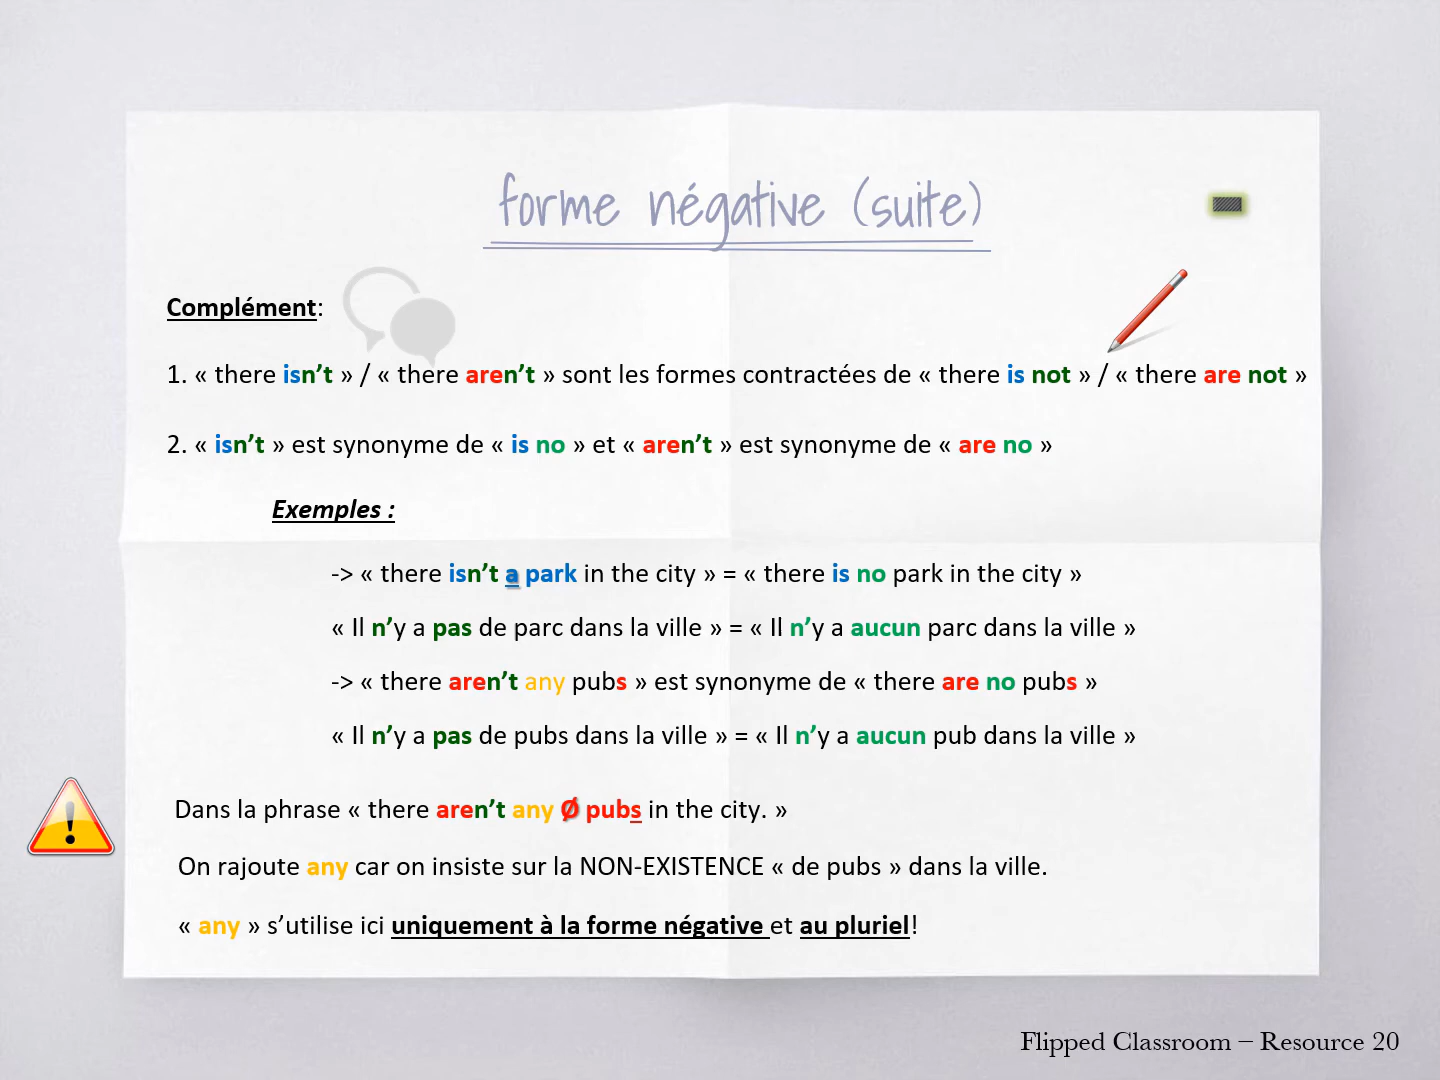 forme négative (suite)
Complément:
1. « there isn’t » / « there aren’t » sont les formes contractées de « there is not » / « there are not »
2. « isn’t » est synonyme de « is no » et « aren’t » est synonyme de « are no »
Exemples :
-> « there isn’t a park in the city » = « there is no park in the city »
« Il n’y a pas de parc dans la ville » = « Il n’y a aucun parc dans la ville »
-> « there aren’t any pubs » est synonyme de « there are no pubs »
« Il n’y a pas de pubs dans la ville » = « Il n’y a aucun pub dans la ville »
Dans la phrase « there aren’t any Ø pubs in the city. »
On rajoute any car on insiste sur la NON-EXISTENCE « de pubs » dans la ville.
« any » s’utilise ici uniquement à la forme négative et au pluriel!
Flipped Classroom – Resource 20